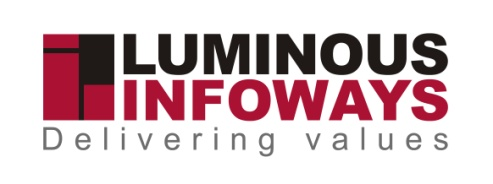 LUMINOUS
INFOWAYS
Delivering values